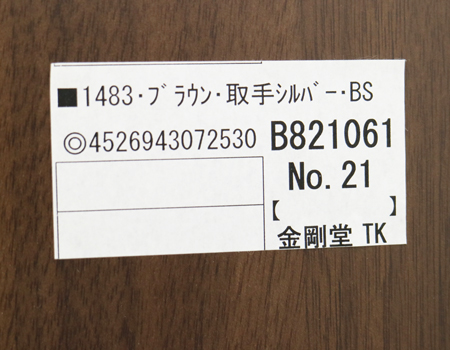 ■1483・ﾌﾞﾗｳﾝ・取手ｼﾙﾊﾞｰ・BS
◎4526943072530
B821061
No.21
【 】
金剛堂 TK